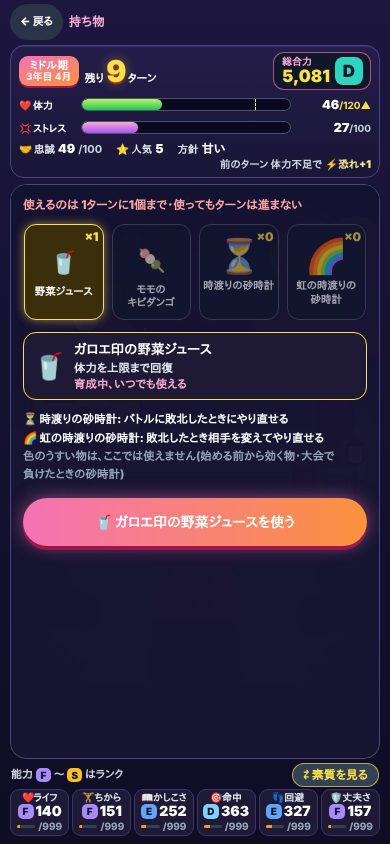 ← 戻る 持ち物
ミドル期
3年目 4月
残り9ターン
総合力
5,081 D
体力 46/120▲
ストレス 27/100
忠誠 49 /100 人気 5 方針 甘い
前のターン 体力不足で ⚡恐れ+1
使えるのは 1ターンに1個まで・使ってもターンは進まない
×1
野菜ジュース
モモの
キビダンゴ
×0
時渡りの砂時計
×0
虹の時渡りの
砂時計
ガロエ印の野菜ジュース
体力を上限まで回復
育成中、いつでも使える
⏳ 時渡りの砂時計: バトルに敗北したときにやり直せる
🌈 虹の時渡りの砂時計: 敗北したとき相手を変えてやり直せる
色のうすい物は、ここでは使えません(始める前から効く物・大会で
負けたときの砂時計)
🥤 ガロエ印の野菜ジュースを使う
能力 F 〜 S はランク
⇄ 素質を見る
ライフ
F 140
/999
ちから
F 151
/999
かしこさ
E 252
/999
命中
D 363
/999
回避
E 327
/999
丈夫さ
F 157
/999